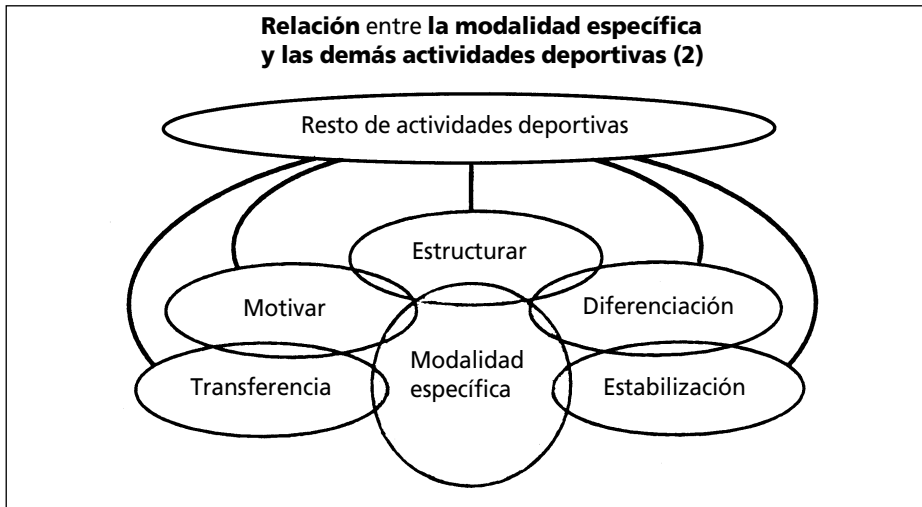 Relación entre la modalidad específica
y las demás actividades deportivas (2)
Resto de actividades deportivas
Estructurar
Motivar
Diferenciación
Modalidad
específica
Transferencia
Estabilización